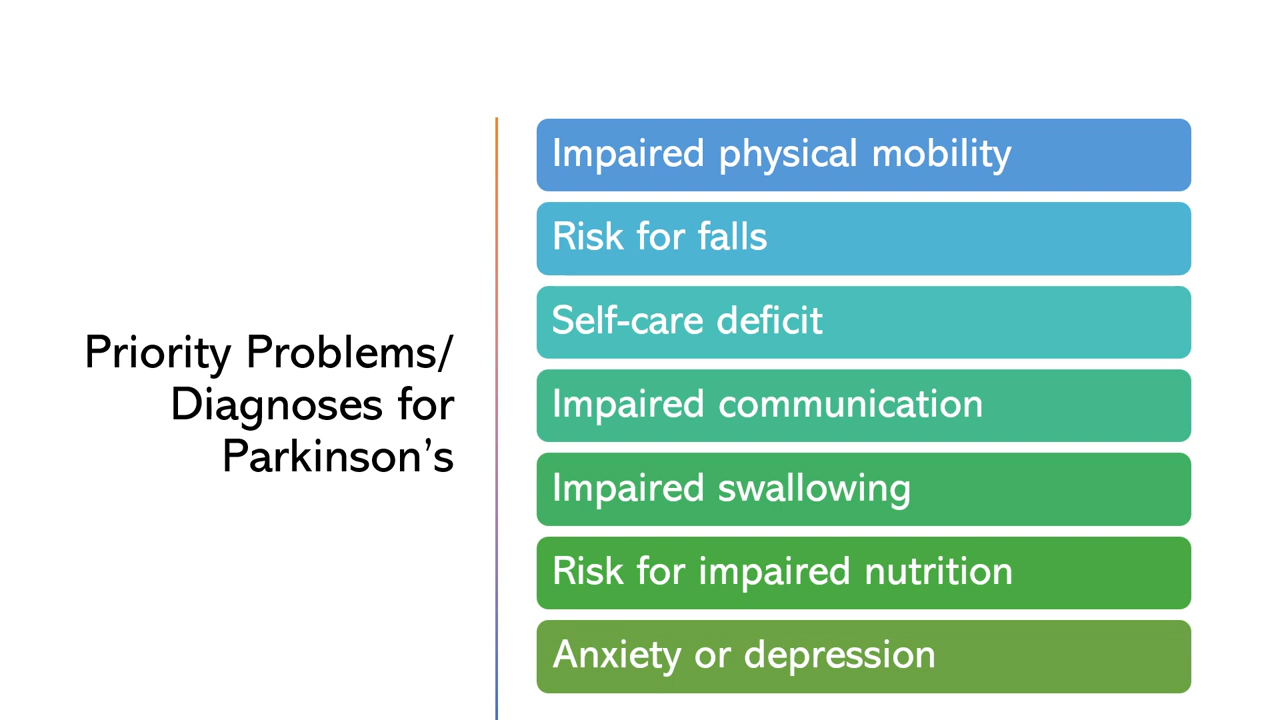 Priority Problems/
Diagnoses for
Parkinson’s
Impaired physical mobility
Risk for falls
Self-care deficit
Impaired communication
Impaired swallowing
Risk for impaired nutrition
Anxiety or depression